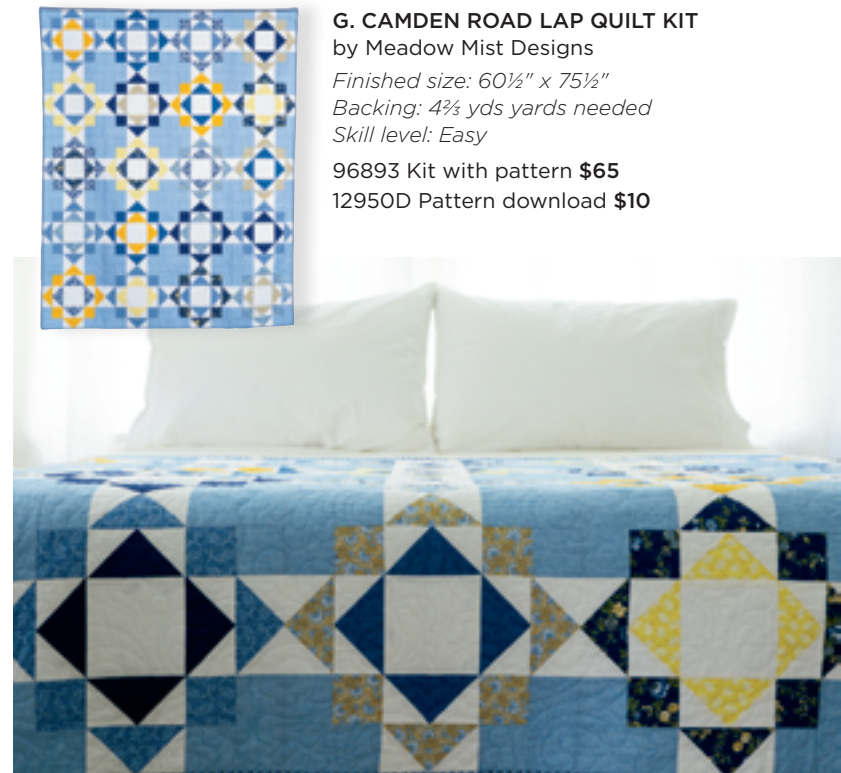 G. CAMDEN ROAD LAP QUILT KIT
by Meadow Mist Designs
Finished size: 60½" x 75½"
Backing: 4⅔ yds yards needed
Skill level: Easy
96893 Kit with pattern $65
12950D Pattern download $10